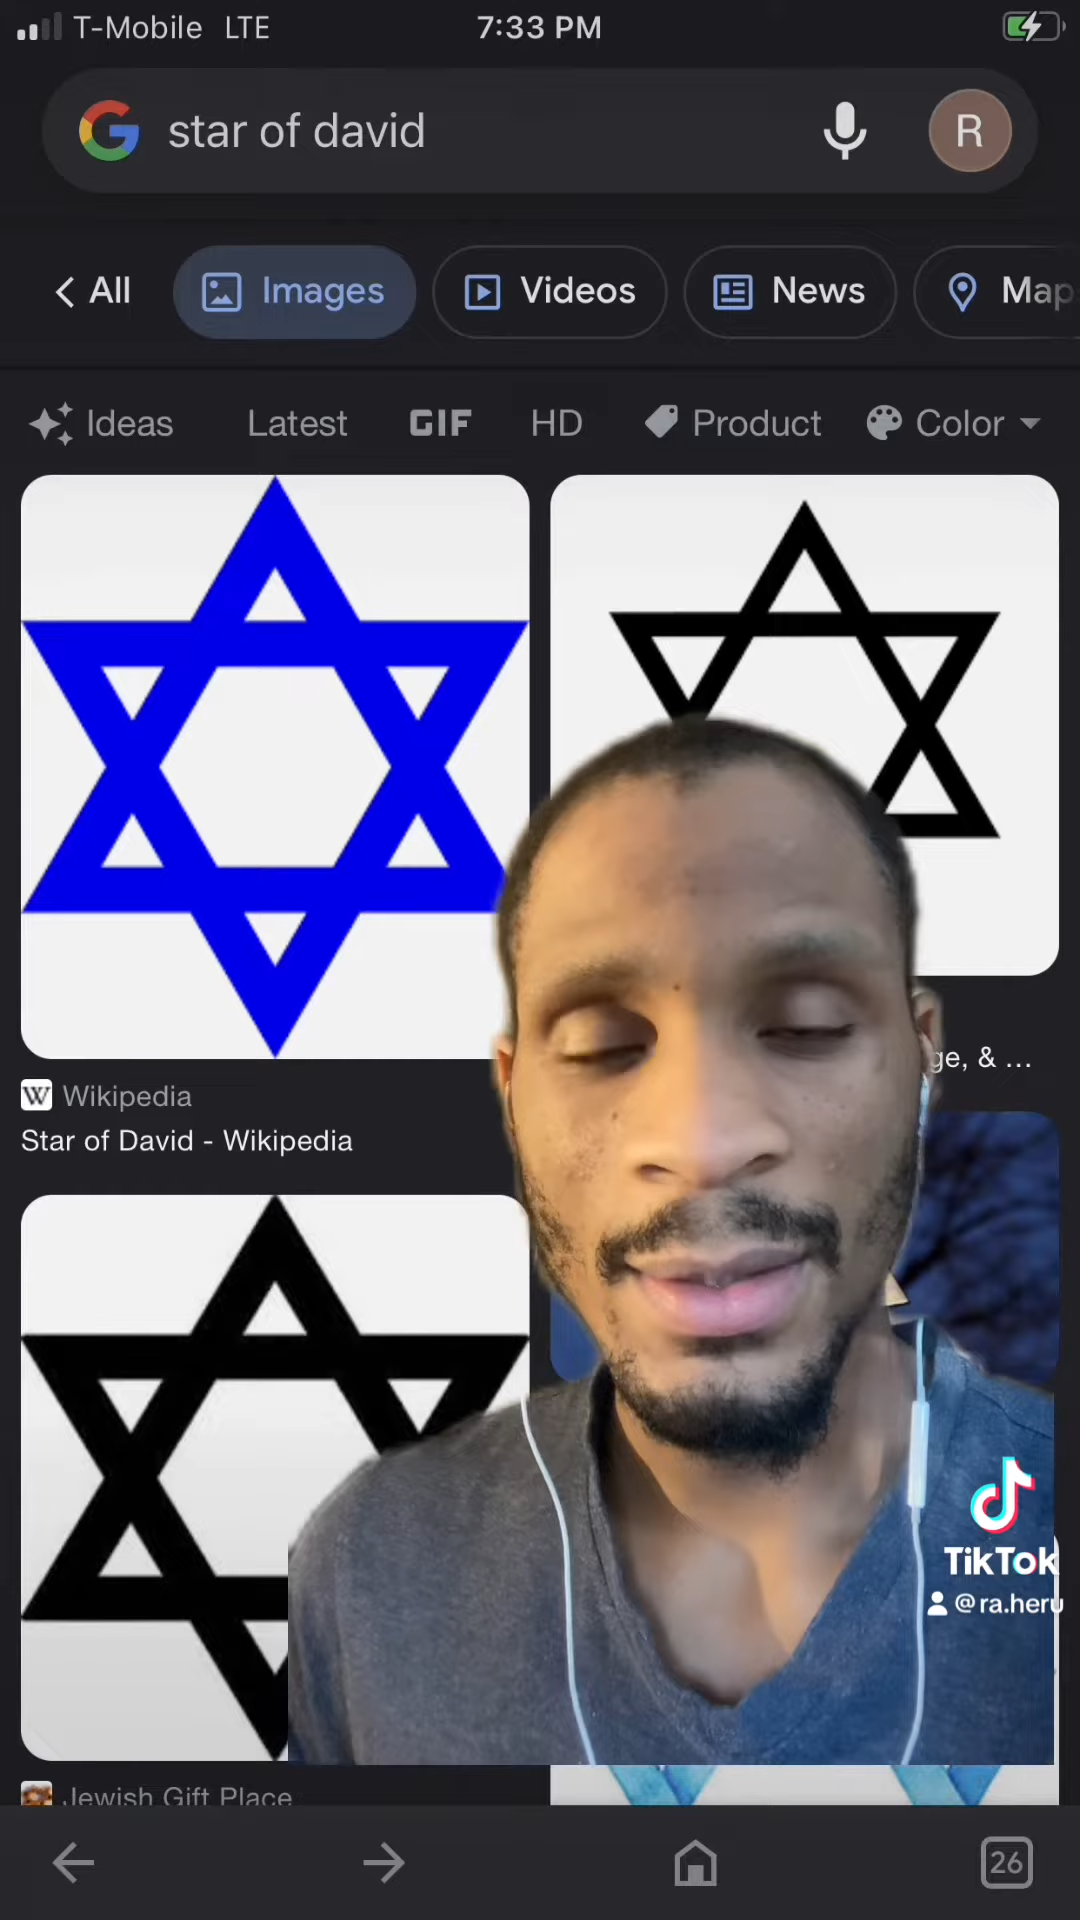 T-Mobile LTE 7:33 PM
star of david R
All Images Videos News Map
Ideas Latest GIF HD Product Color
W Wikipedia
Star of David - Wikipedia
ge, & ...
Jewish Gift Place
TikTok
@ra.heru
26